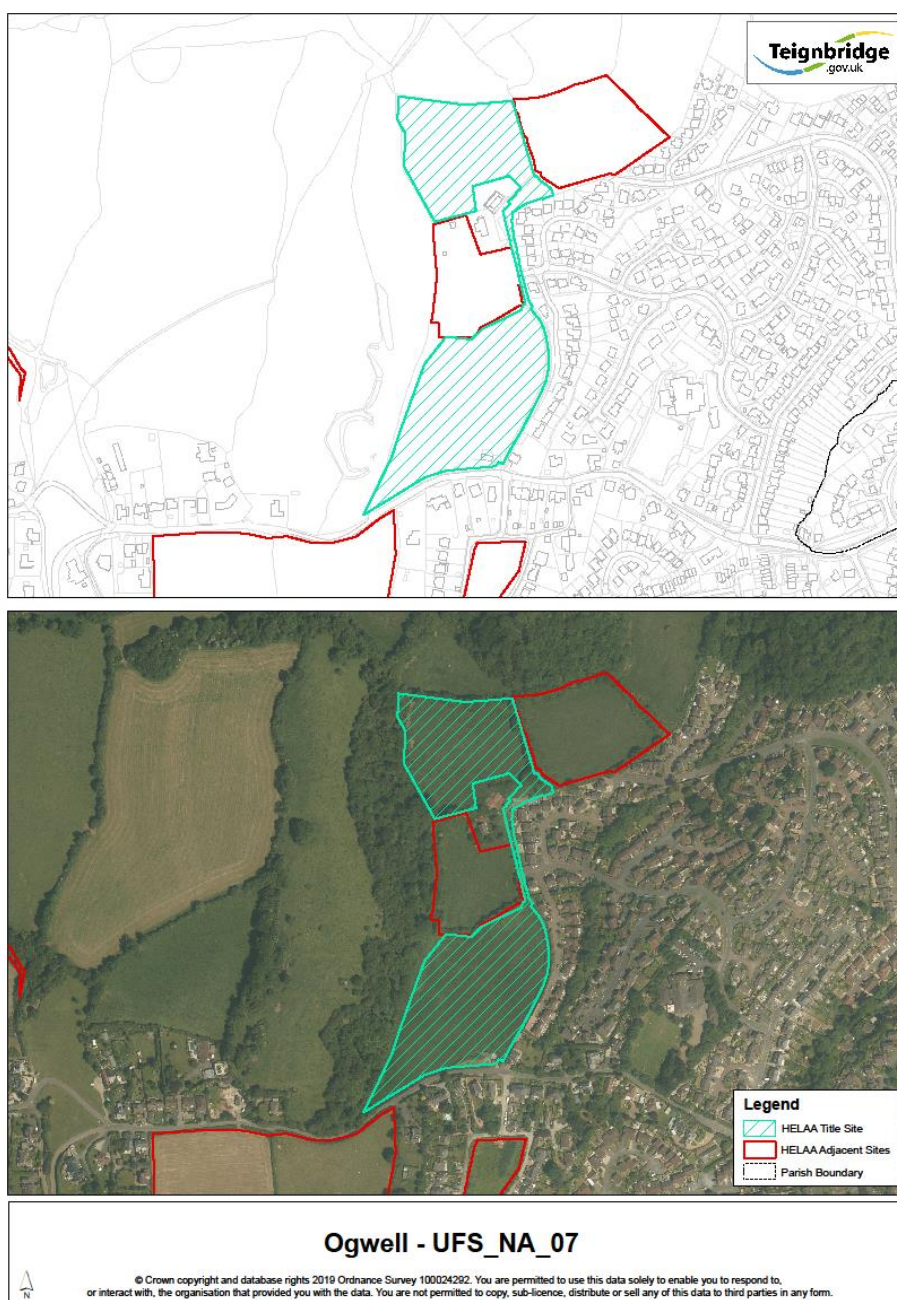 Teignbridge
.gov.uk
Legend
HELAA Title Site
HELAA Adjacent Sites
Parish Boundary
Ogwell - UFS_NA_07
N
© Crown copyright and database rights 2019 Ordnance Survey 100024292. You are permitted to use this data solely to enable you to respond to,
or interact with, the organisation that provided you with the data. You are not permitted to copy, sub-licence, distribute or sell any of this data to third parties in any form.